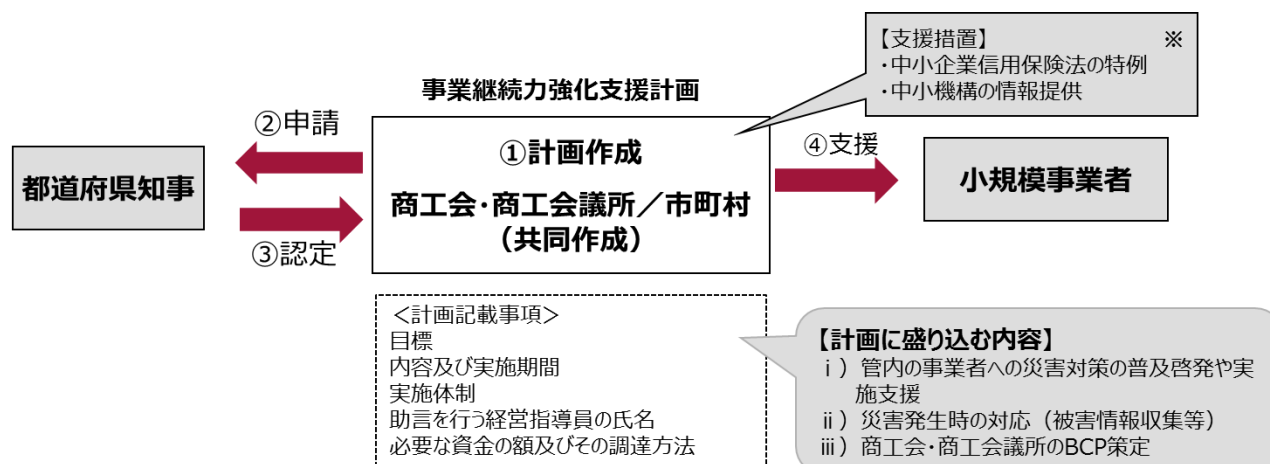 【支援措置】 ※
・中小企業信用保険法の特例
・中小機構の情報提供
事業継続力強化支援計画
②申請
①計画作成
④支援
都道府県知事
商工会・商工会議所／市町村
（共同作成）
小規模事業者
③認定
＜計画記載事項＞
目標
内容及び実施期間
実施体制
助言を行う経営指導員の氏名
必要な資金の額及びその調達方法
【計画に盛り込む内容】
ⅰ）管内の事業者への災害対策の普及啓発や実
施支援
ⅱ）災害発生時の対応（被害情報収集等）
ⅲ）商工会・商工会議所のBCP策定